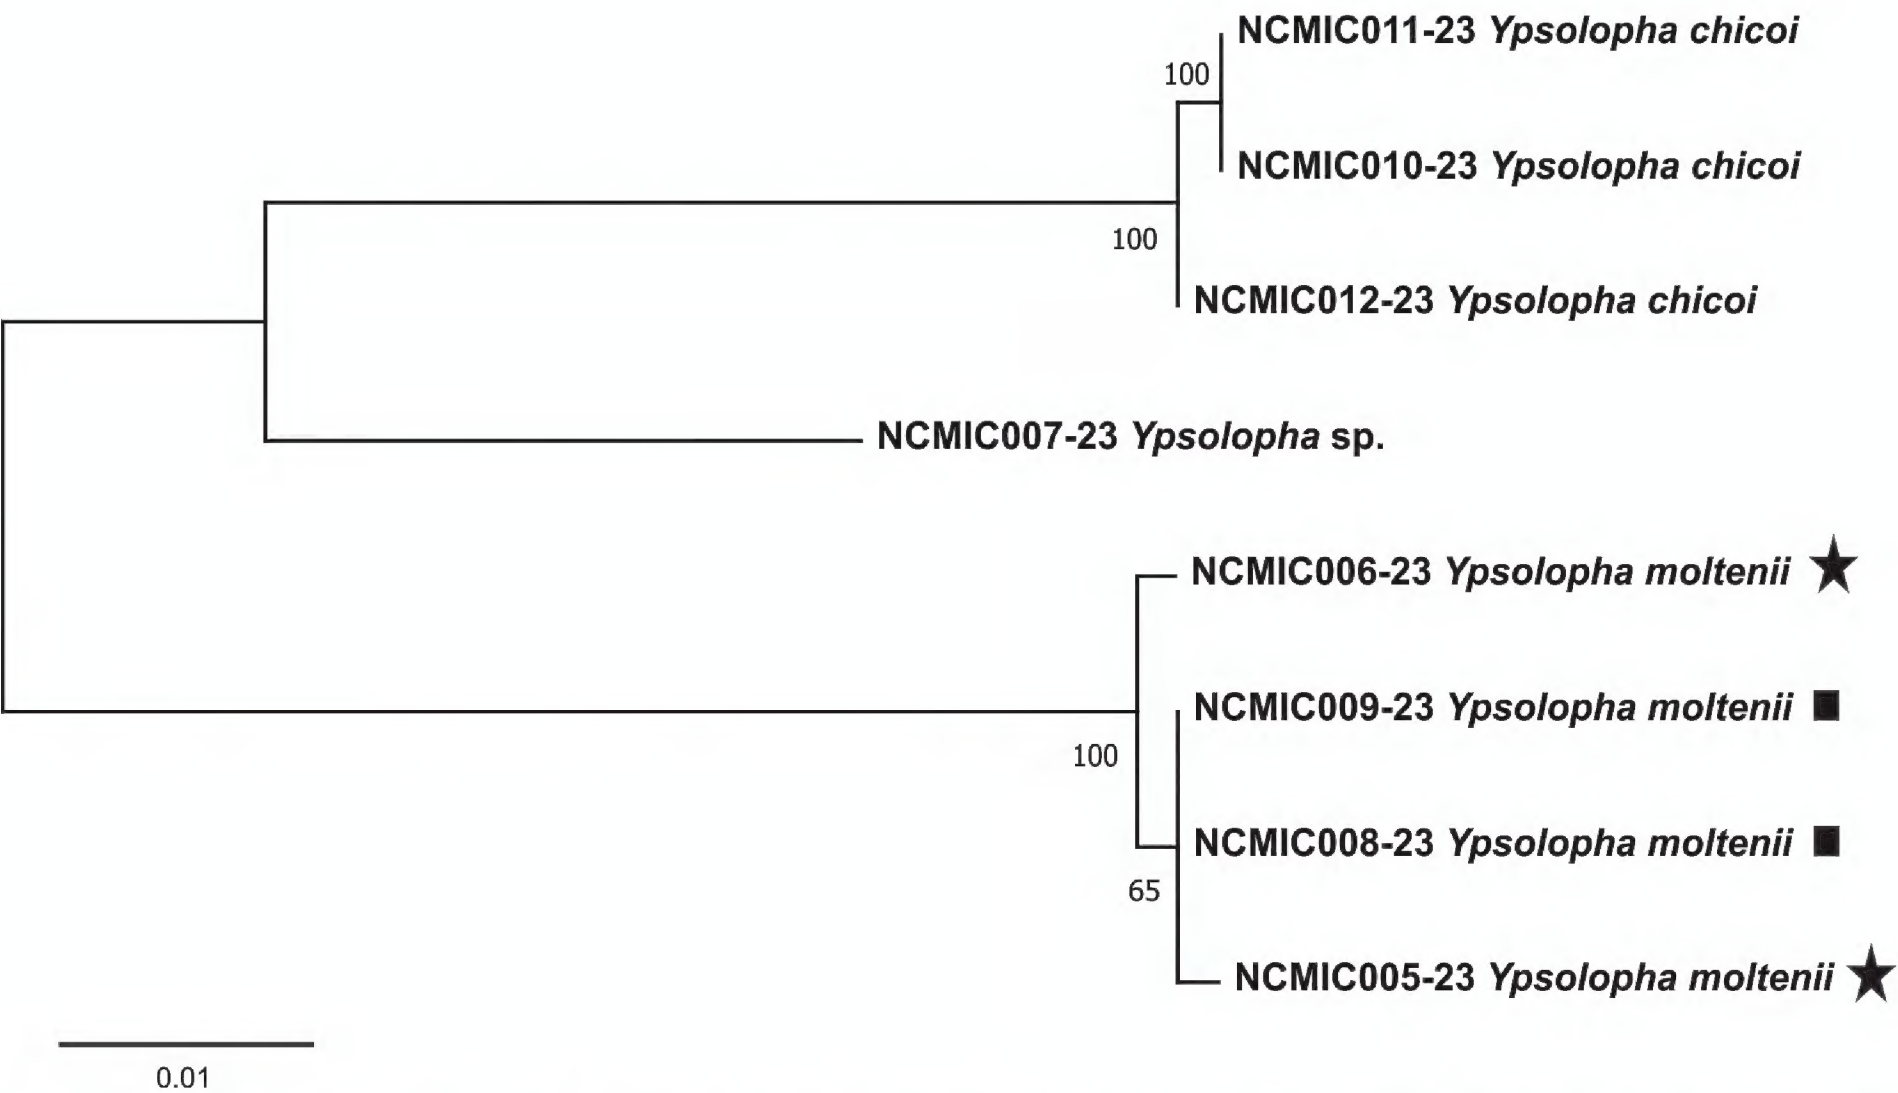 NCMIC011-23 Ypsolopha chicoi
100
NCMIC010-23 Ypsolopha chicoi
100
NCMIC012-23 Ypsolopha chicoi
NCMIC007-23 Ypsolopha sp.
NCMIC006-23 Ypsolopha moltenii
NCMIC009-23 Ypsolopha moltenii
100
NCMIC008-23 Ypsolopha moltenii
65
NCMIC005-23 Ypsolopha moltenii
0.01